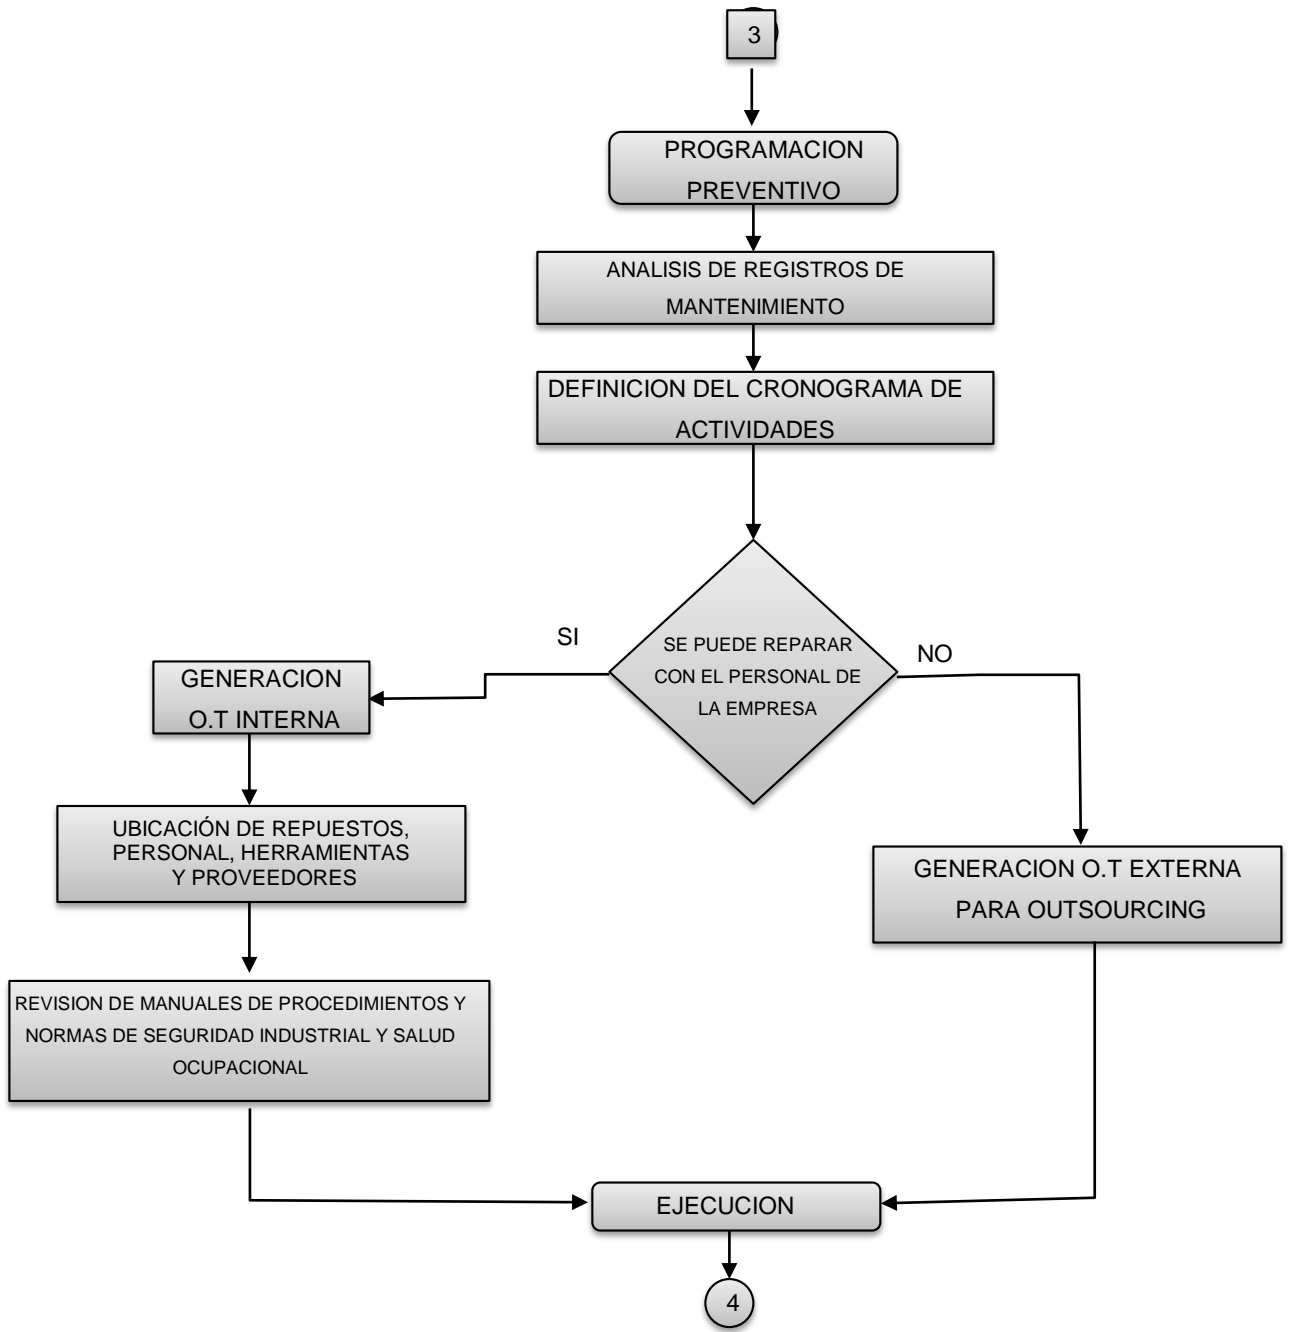 3
PROGRAMACION
PREVENTIVO
ANALISIS DE REGISTROS DE
MANTENIMIENTO
DEFINICION DEL CRONOGRAMA DE
ACTIVIDADES
SE PUEDE REPARAR
CON EL PERSONAL DE
LA EMPRESA
SI
NO
GENERACION
O.T INTERNA
UBICACIÓN DE REPUESTOS,
PERSONAL, HERRAMIENTAS
Y PROVEEDORES
GENERACION O.T EXTERNA
PARA OUTSOURCING
REVISION DE MANUALES DE PROCEDIMIENTOS Y
NORMAS DE SEGURIDAD INDUSTRIAL Y SALUD
OCUPACIONAL
EJECUCION
4